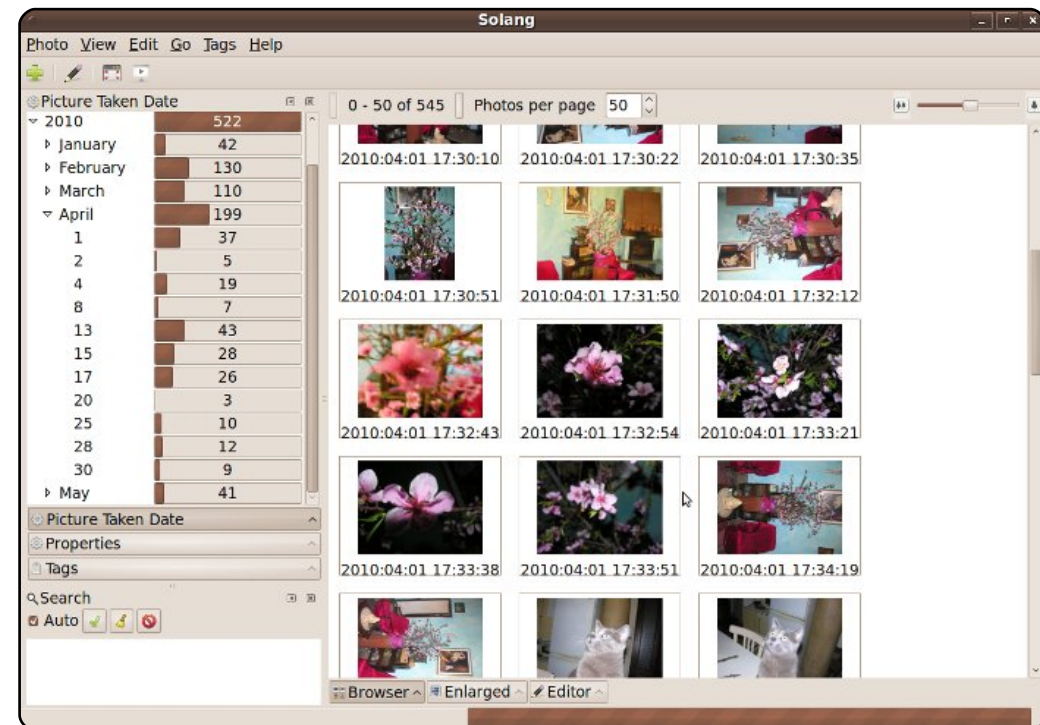 Solang
Photo View Edit Go Tags Help
Picture Taken Date
0 - 50 of 545 Photos per page 50
2010 522
January 42
February 130
March 110
April 199
1 37
2 5
4 19
8 7
13 43
15 28
17 26
20 3
25 10
28 12
30 9
May 41
Picture Taken Date
Properties
Tags
Search
Auto
2010:04:01 17:30:10 2010:04:01 17:30:22 2010:04:01 17:30:35
2010:04:01 17:30:51 2010:04:01 17:31:50 2010:04:01 17:32:12
2010:04:01 17:32:43 2010:04:01 17:32:54 2010:04:01 17:33:21
2010:04:01 17:33:38 2010:04:01 17:33:51 2010:04:01 17:34:19
Browser Enlarged Editor